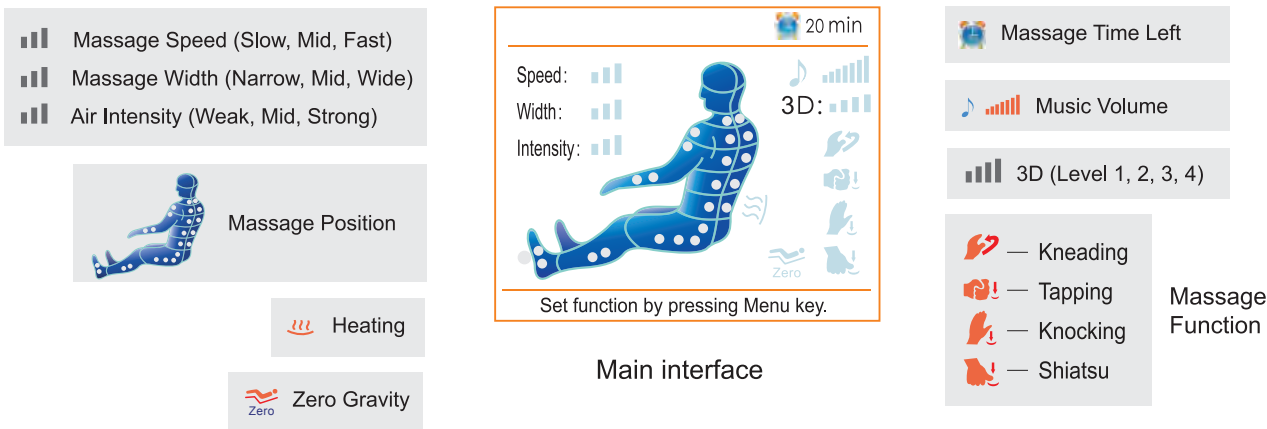 Massage Speed (Slow, Mid, Fast)
Massage Width (Narrow, Mid, Wide)
Air Intensity (Weak, Mid, Strong)
Massage Position
Heating
Zero
Zero Gravity
20 min
Speed:
Width:
Intensity:
3D:
Zero
Set function by pressing Menu key.
Main interface
Massage Time Left
Music Volume
3D (Level 1, 2, 3, 4)
— Kneading
— Tapping
— Knocking
— Shiatsu
Massage
Function